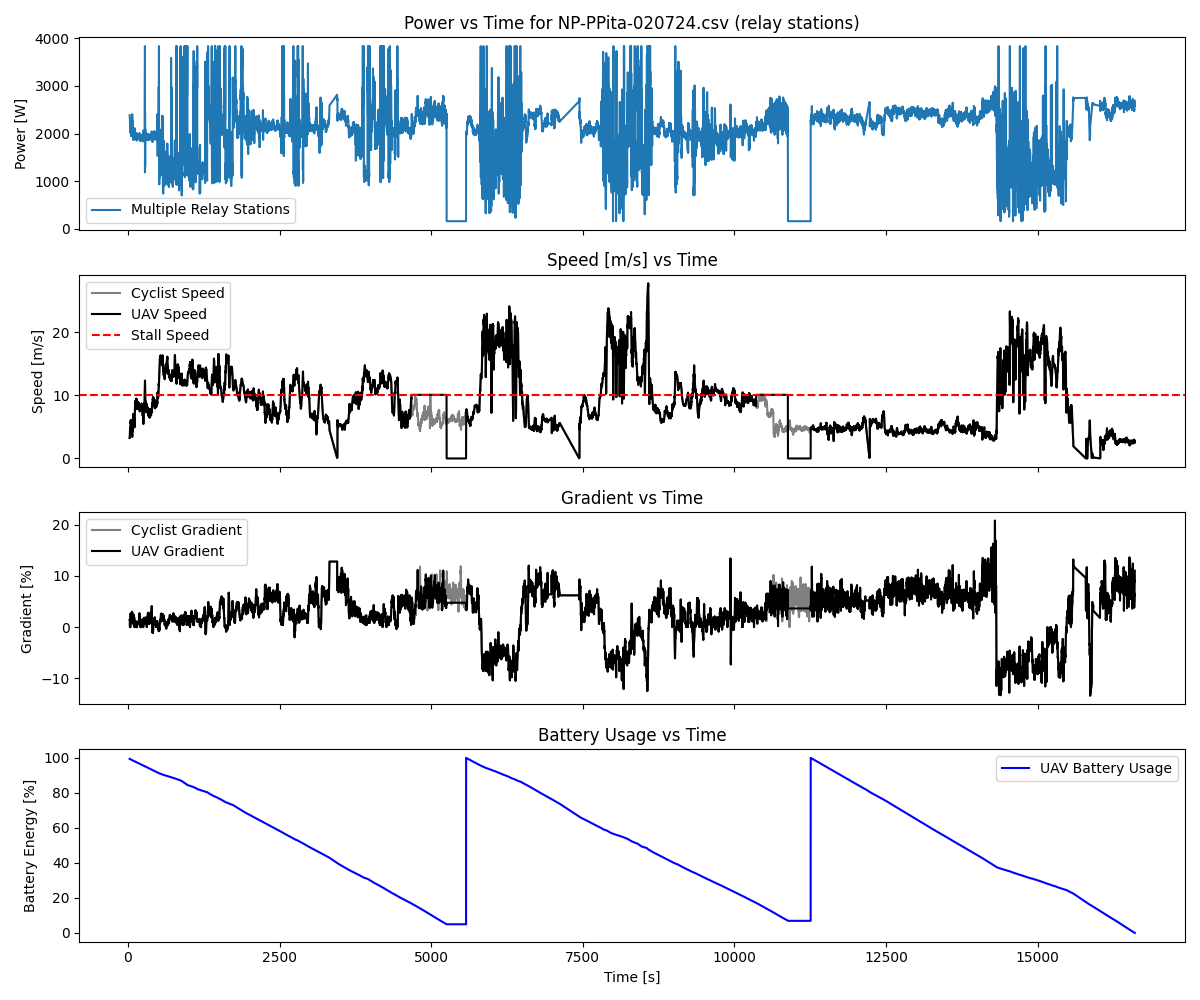 Power vs Time for NP-PPita-020724.csv (relay stations)
4000
3000
2000
1000
0
Power [W]
Multiple Relay Stations
Speed [m/s] vs Time
20
10
0
Speed [m/s]
Cyclist Speed
UAV Speed
Stall Speed
Gradient vs Time
20
10
0
−10
Gradient [%]
Cyclist Gradient
UAV Gradient
Battery Usage vs Time
100
80
60
40
20
0
Battery Energy [%]
UAV Battery Usage
0 2500 5000 7500 10000 12500 15000
Time [s]